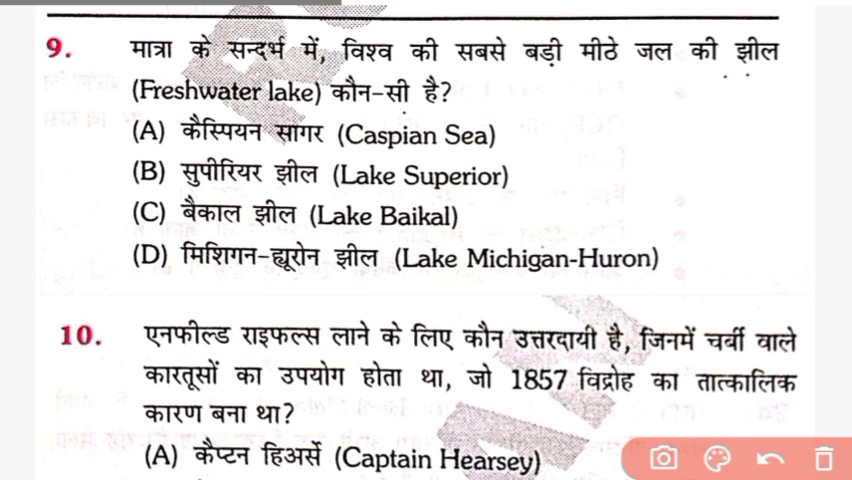 9. मात्रा के सन्दर्भ में, विश्व की सबसे बड़ी मीठे जल की झील
(Freshwater lake) कौन-सी है?
(A) कैस्पियन सागर (Caspian Sea)
(B) सुपीरियर झील (Lake Superior)
(C) बैकाल झील (Lake Baikal)
(D) मिशिगन-ह्यूरोन झील (Lake Michigan-Huron)
10. एनफील्ड राइफल्स लाने के लिए कौन उत्तरदायी है, जिनमें चर्बी वाले
कारतूसों का उपयोग होता था, जो 1857 विद्रोह का तात्कालिक
कारण बना था?
(A) कैप्टन हिअर्से (Captain Hearsey)